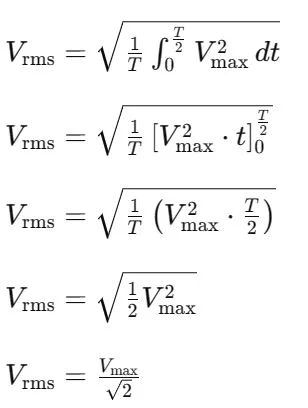 V_rms = √(1/T ∫_0^(T/2) V_max^2 dt)
V_rms = √(1/T [V_max^2 · t]_0^(T/2))
V_rms = √(1/T (V_max^2 · T/2))
V_rms = √(1/2 V_max^2)
V_rms = V_max/√2